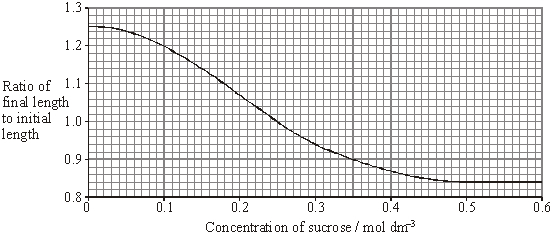 1.3
1.2
1.1
1.0
0.9
0.8
Ratio of
final length
to initial
length
0 0.1 0.2 0.3 0.4 0.5 0.6
Concentration of sucrose / mol dm⁻³